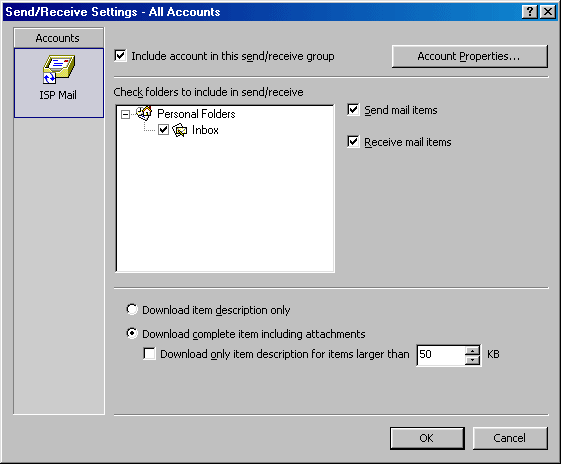 Send/Receive Settings - All Accounts
Accounts
ISP Mail
Include account in this send/receive group
Account Properties...
Check folders to include in send/receive
Personal Folders
Inbox
Send mail items
Receive mail items
Download item description only
Download complete item including attachments
Download only item description for items larger than 50 KB
OK Cancel